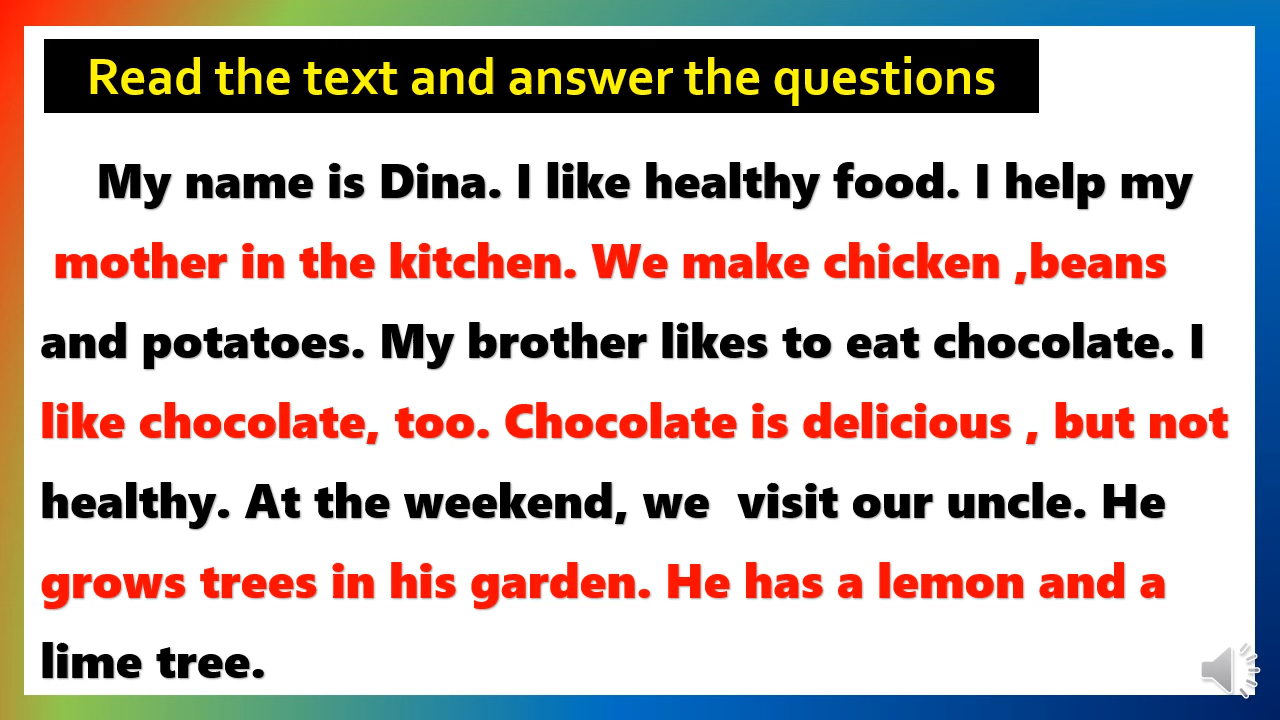 Read the text and answer the questions
My name is Dina. I like healthy food. I help my
mother in the kitchen. We make chicken ,beans
and potatoes. My brother likes to eat chocolate. I
like chocolate, too. Chocolate is delicious , but not
healthy. At the weekend, we  visit our uncle. He
grows trees in his garden. He has a lemon and a
lime tree.